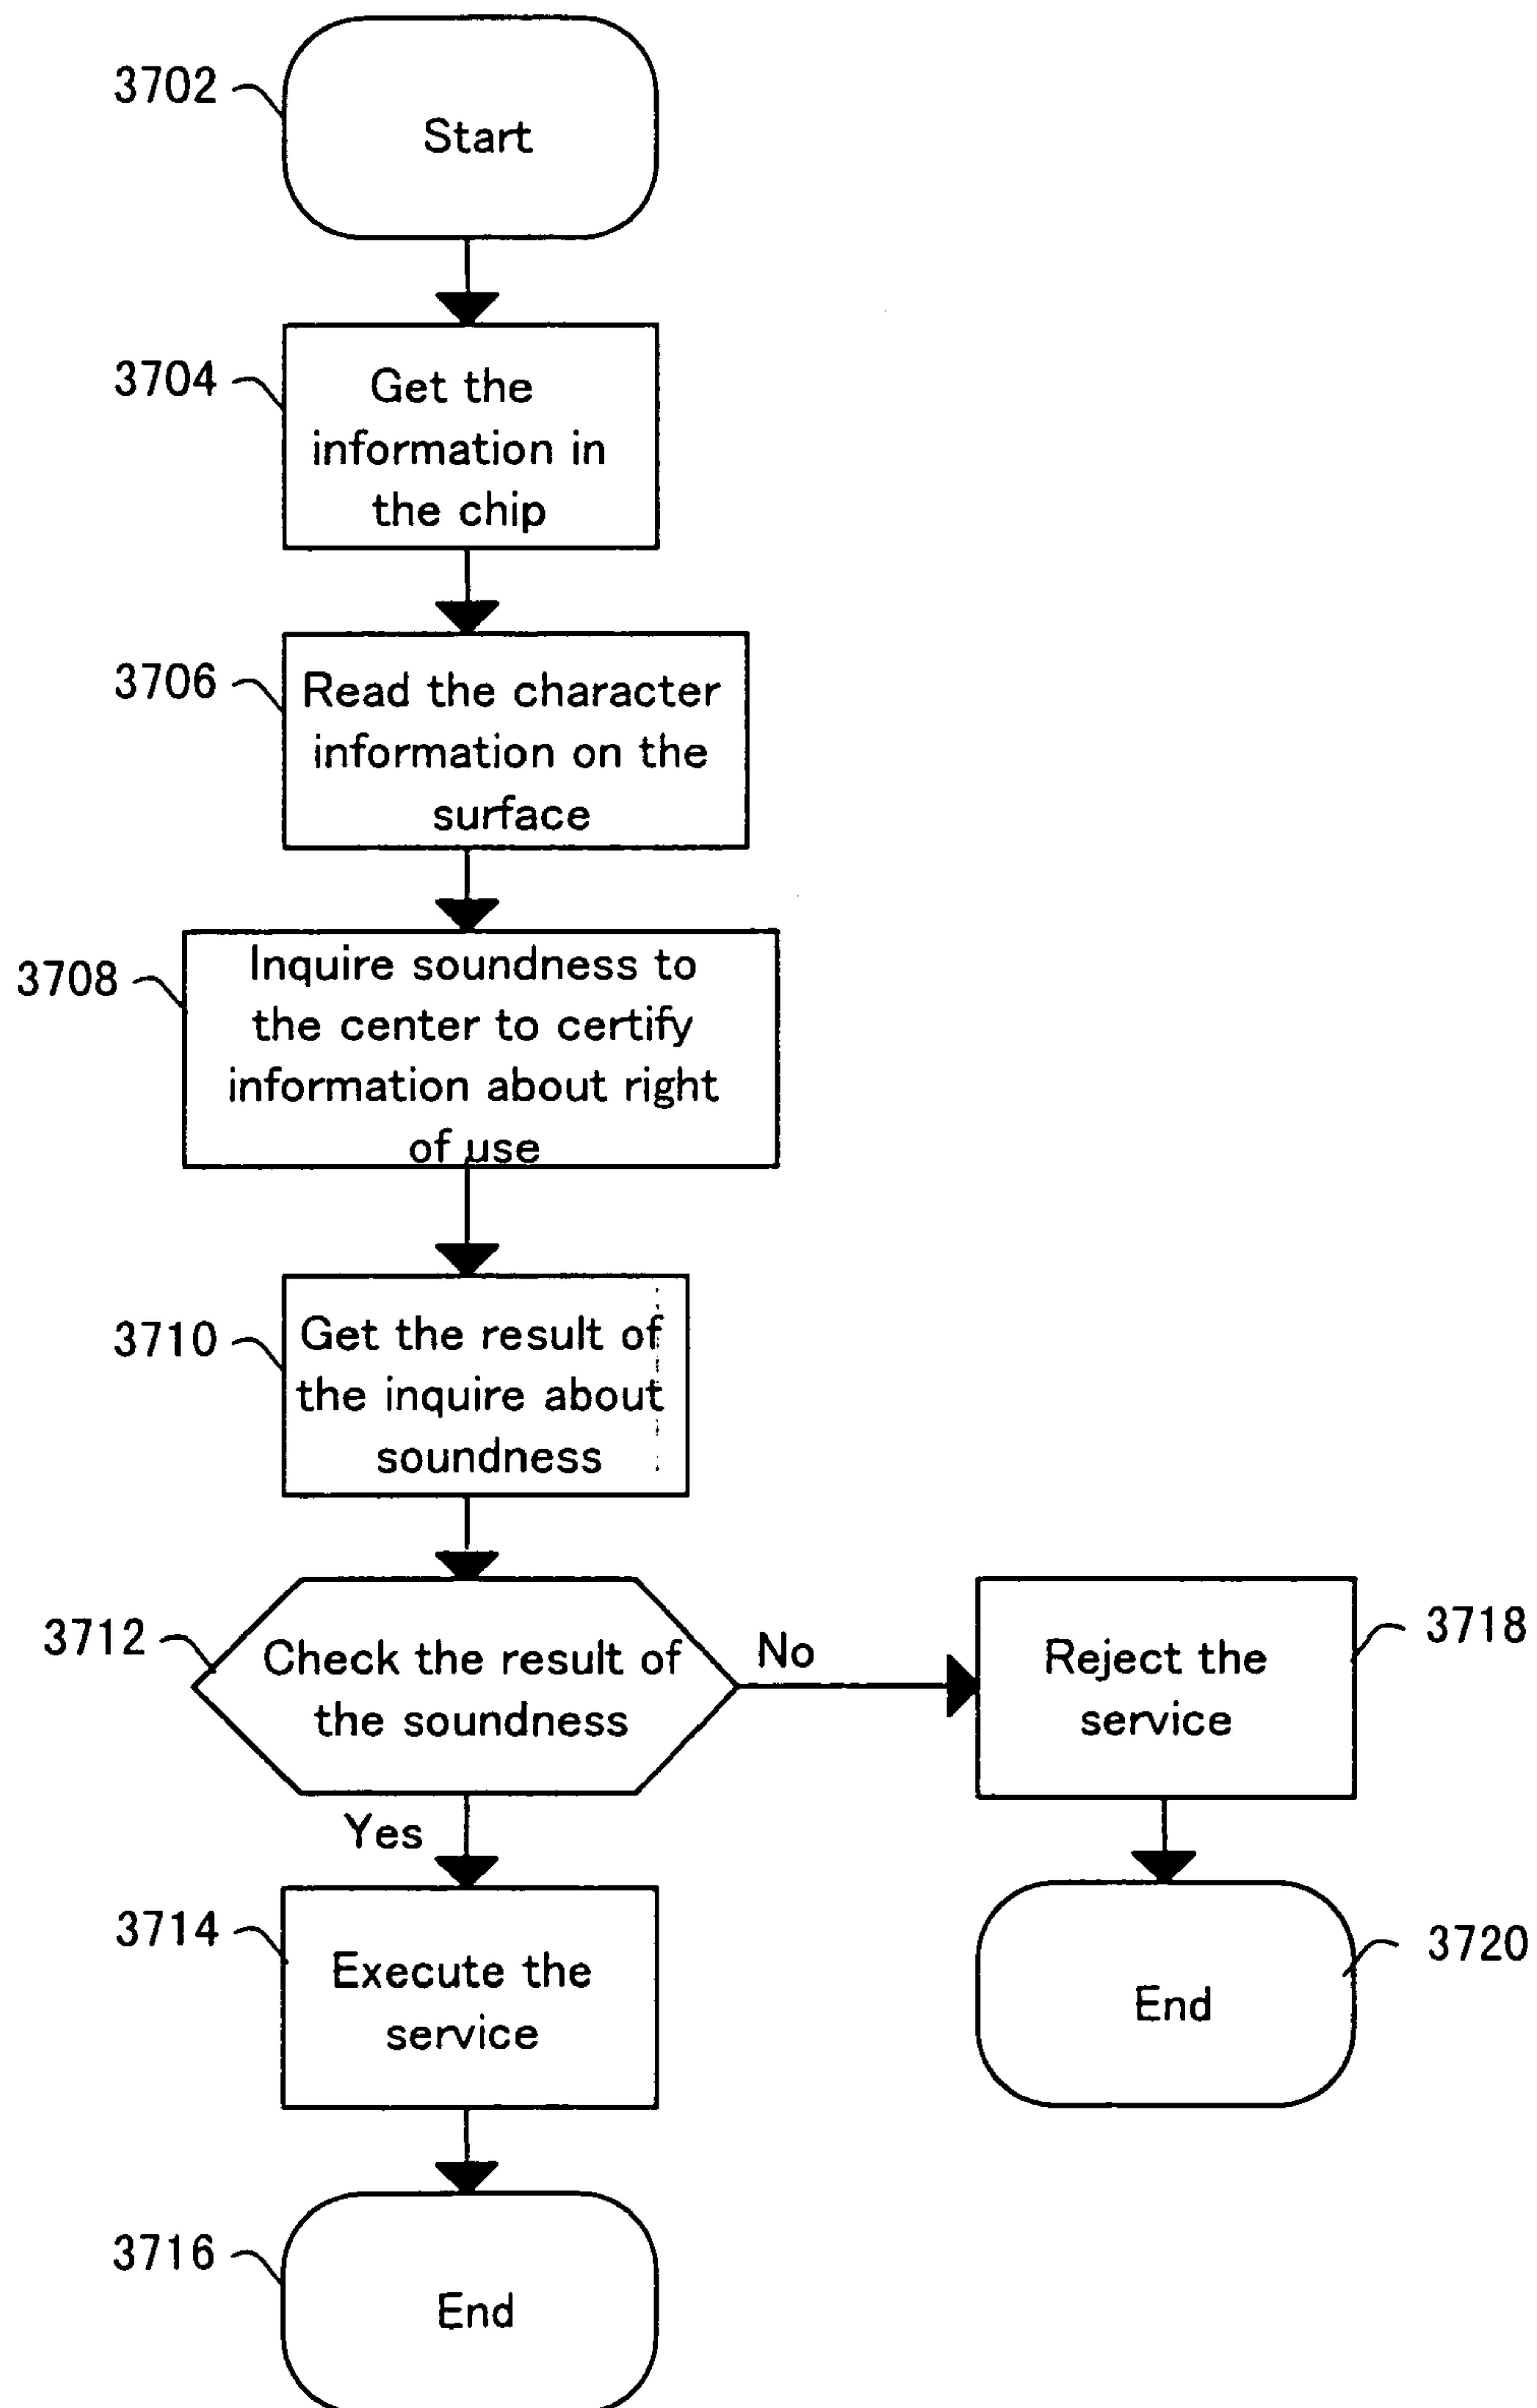 3702
Start
3704
Get the
information in
the chip
3706
Read the character
information on the
surface
3708
Inquire soundness to
the center to certify
information about right
of use
3710
Get the result of
the inquire about
soundness
3712
Check the result of
the soundness
No
3718
Reject the
service
Yes
3714
Execute the
service
3720
End
3716
End